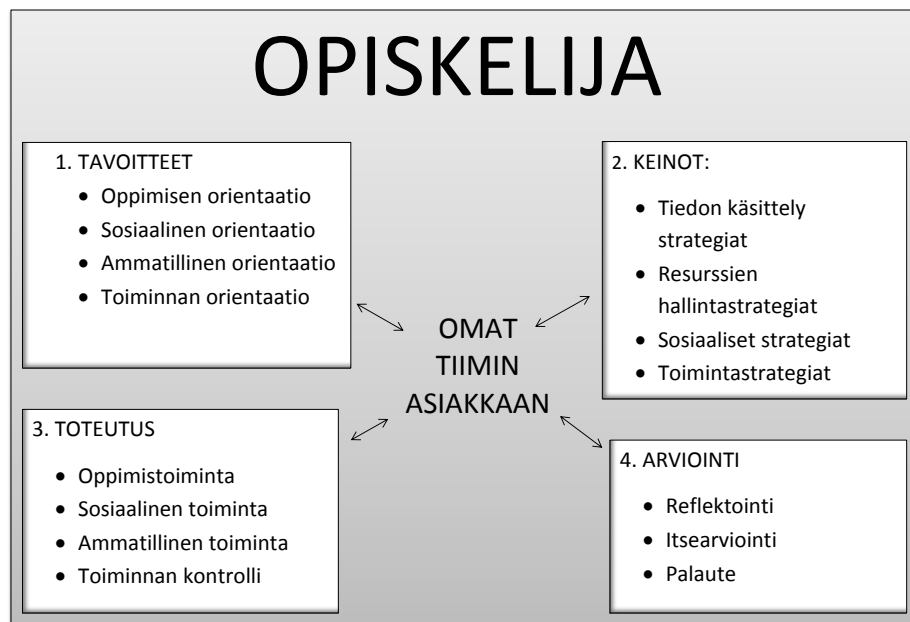 OPISKELIJA
1. TAVOITTEET
• Oppimisen orientaatio
• Sosiaalinen orientaatio
• Ammatillinen orientaatio
• Toiminnan orientaatio
2. KEINOT:
• Tiedon käsittely
strategiat
• Resurssien
hallintastrategiat
• Sosiaaliset strategiat
• Toimintastrategiat
OMAT
TIIMIN
ASIAKKAAN
3. TOTEUTUS
• Oppimistoiminta
• Sosiaalinen toiminta
• Ammatillinen toiminta
• Toiminnan kontrolli
4. ARVIOINTI
• Reflektointi
• Itsearviointi
• Palaute